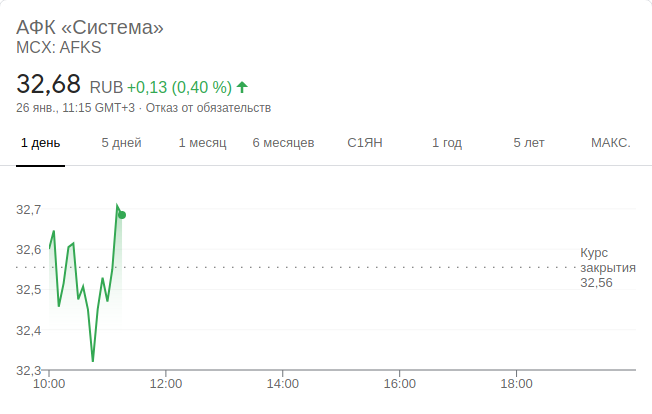 АФК «Система»
MCX: AFKS
32,68 RUB +0,13 (0,40 %)
26 янв., 11:15 GMT+3 · Отказ от обязательств
1 день 5 дней 1 месяц 6 месяцев С1ЯН 1 год 5 лет МАКС.
32,7
32,6
Курс
закрытия
32,56
32,5
32,4
32,3
10:00 12:00 14:00 16:00 18:00